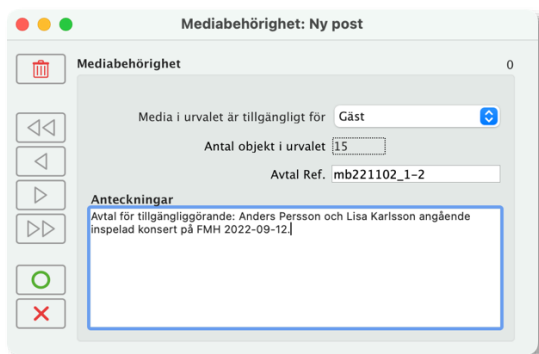 Mediabehörighet: Ny post
Mediabehörighet 0
Media i urvalet är tillgängligt för Gäst
Antal objekt i urvalet 15
Avtal Ref. mb221102_1-2
Anteckningar
Avtal för tillgängliggörande: Anders Persson och Lisa Karlsson angående
inspelad konsert på FMH 2022-09-12.